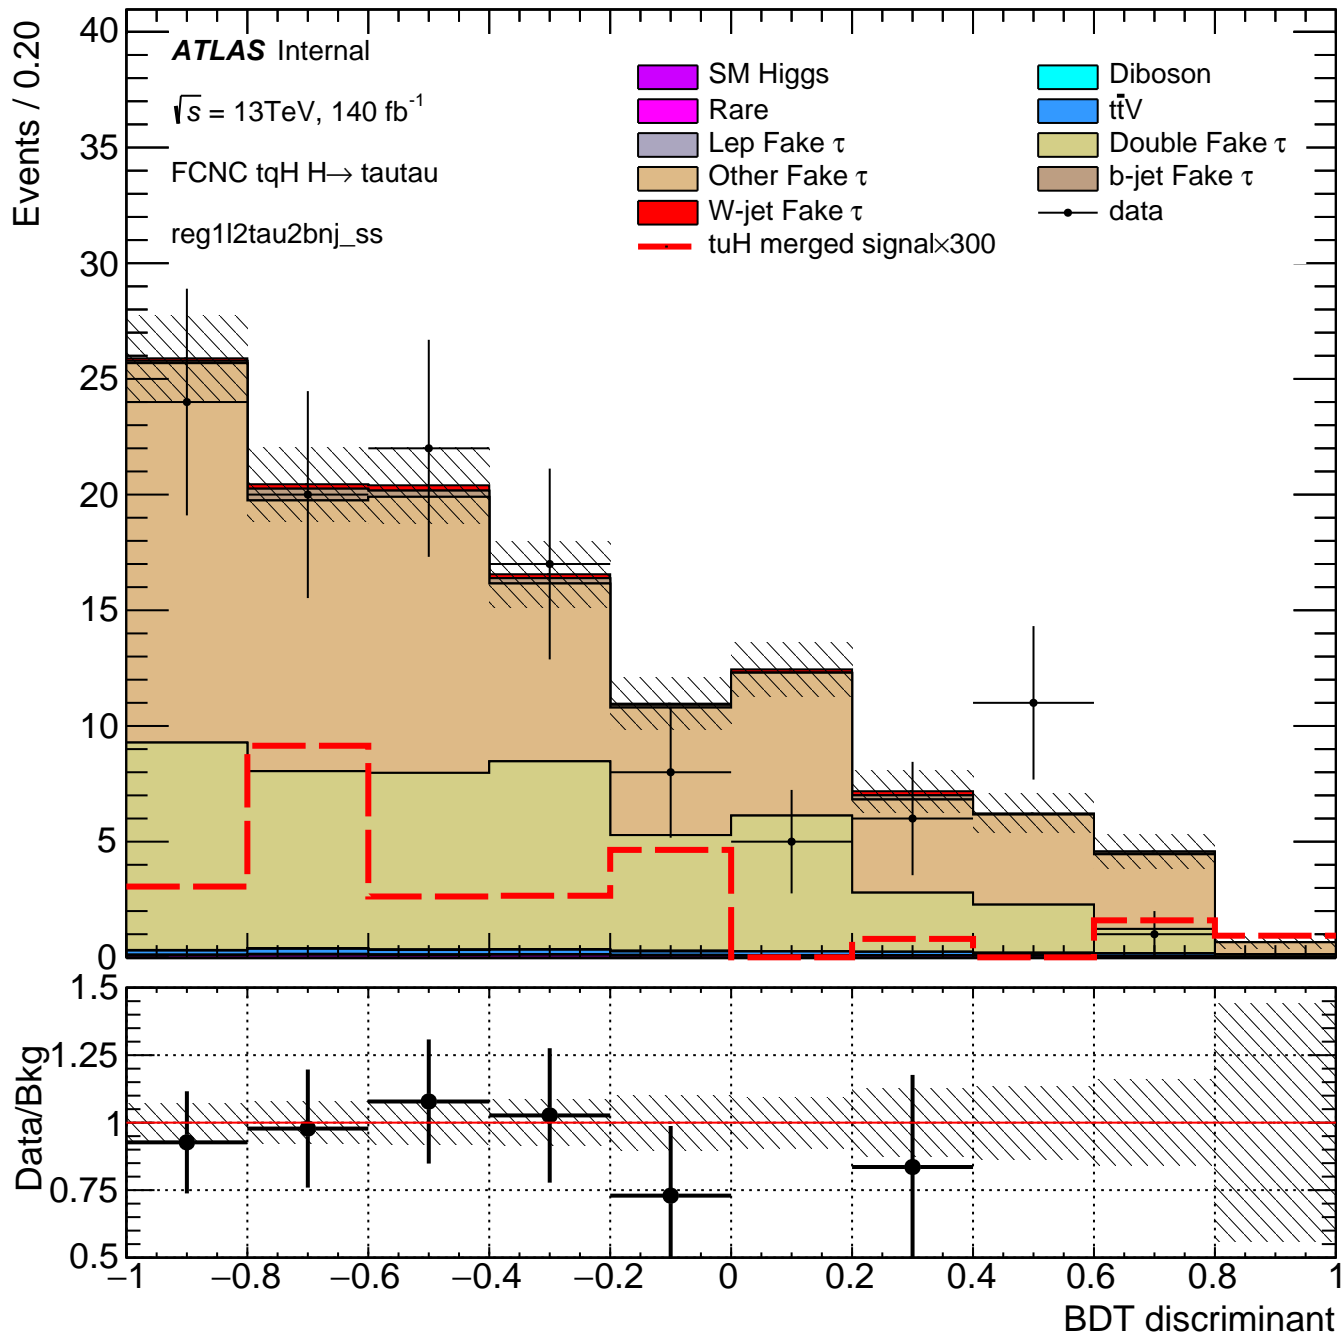 Events / 0.20
40
35
30
25
20
15
10
5
0
ATLAS Internal
√s = 13TeV, 140 fb⁻¹
FCNC tqH H→ tautau
reg1l2tau2bnj_ss
SM Higgs
Rare
Lep Fake τ
Other Fake τ
W-jet Fake τ
tuH merged signal×300
Diboson
tt̄V
Double Fake τ
b-jet Fake τ
data
Data/Bkg
1.5
1.25
1
0.75
0.5
−1 −0.8 −0.6 −0.4 −0.2 0 0.2 0.4 0.6 0.8 1
BDT discriminant